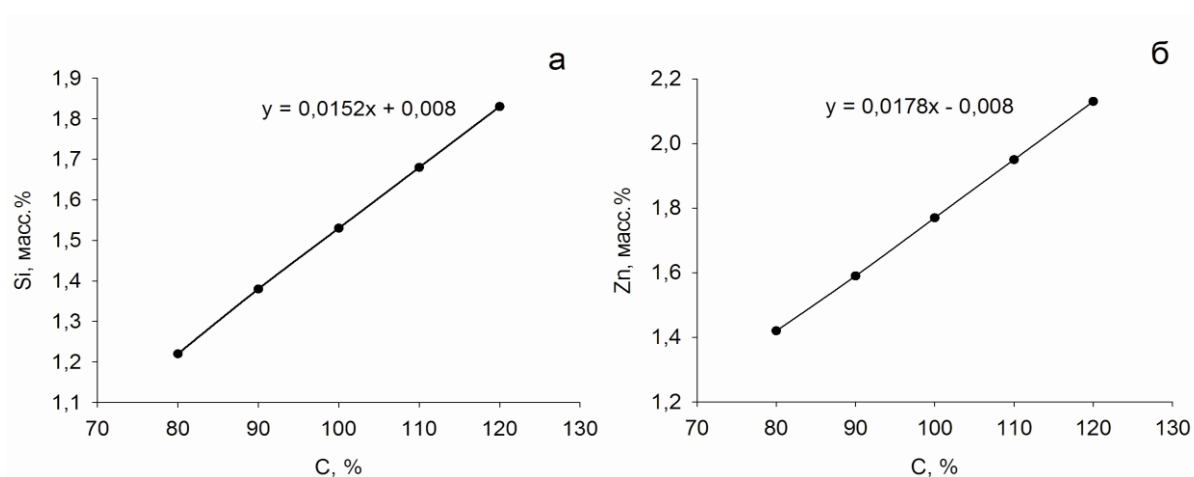 а
1,9
1,8
1,7
1,6
1,5
1,4
1,3
1,2
1,1
Si, масс.%
y = 0,0152x + 0,008
70 80 90 100 110 120 130
C, %
б
2,2
2,0
1,8
1,6
1,4
1,2
Zn, масс.%
y = 0,0178x - 0,008
70 80 90 100 110 120 130
C, %